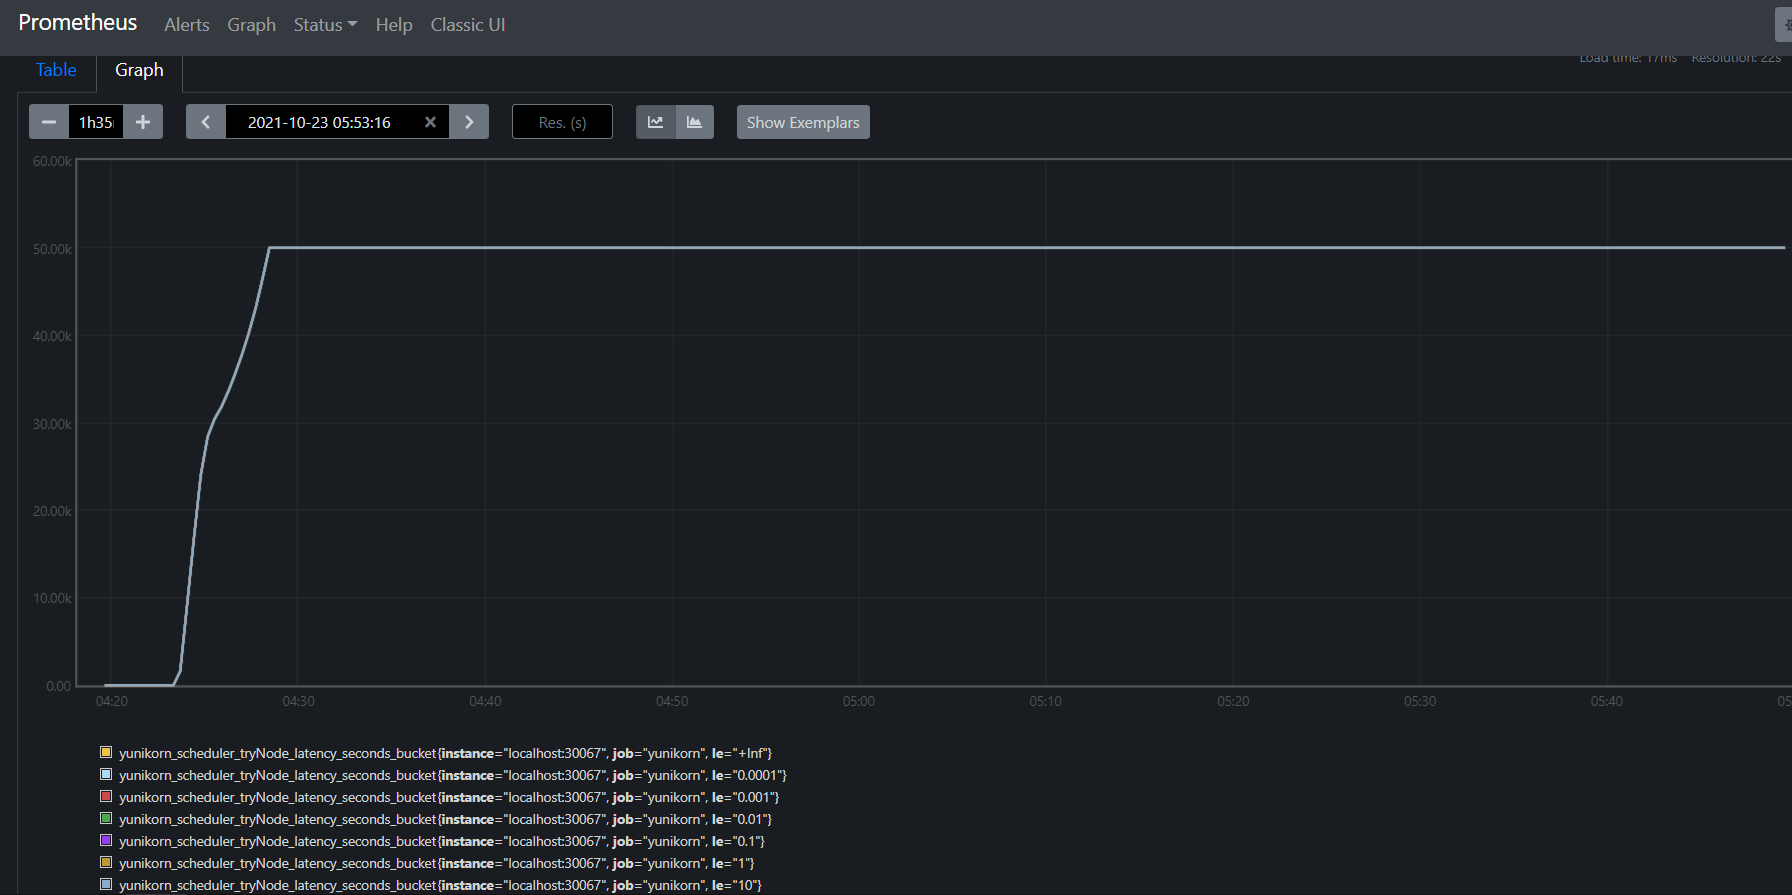 Prometheus Alerts Graph Status Help Classic UI
Table Graph Load time: 17ms Resolution: 22s
1h35 2021-10-23 05:53:16 Res. (s) Show Exemplars
60.00k
50.00k
40.00k
30.00k
20.00k
10.00k
0.00
04:20 04:30 04:40 04:50 05:00 05:10 05:20 05:30 05:40
yunikorn_scheduler_tryNode_latency_seconds_bucket{instance="localhost:30067", job="yunikorn", le="+Inf"}
yunikorn_scheduler_tryNode_latency_seconds_bucket{instance="localhost:30067", job="yunikorn", le="0.0001"}
yunikorn_scheduler_tryNode_latency_seconds_bucket{instance="localhost:30067", job="yunikorn", le="0.001"}
yunikorn_scheduler_tryNode_latency_seconds_bucket{instance="localhost:30067", job="yunikorn", le="0.01"}
yunikorn_scheduler_tryNode_latency_seconds_bucket{instance="localhost:30067", job="yunikorn", le="0.1"}
yunikorn_scheduler_tryNode_latency_seconds_bucket{instance="localhost:30067", job="yunikorn", le="1"}
yunikorn_scheduler_tryNode_latency_seconds_bucket{instance="localhost:30067", job="yunikorn", le="10"}